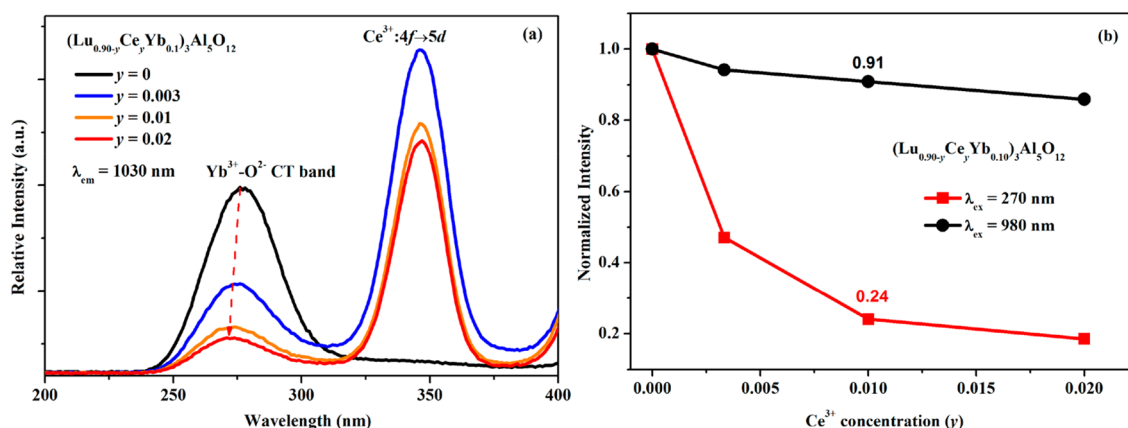 (a)
(Lu0.90-yCeyYb0.1)3Al5O12
Ce3+:4f→5d
y = 0
y = 0.003
y = 0.01
y = 0.02
λem = 1030 nm
Yb3+-O2- CT band
Relative Intensity (a.u.)
200 250 300 350 400
Wavelength (nm)
(b)
1.0
0.8
0.6
0.4
0.2
0.91
(Lu0.90-yCeyYb0.10)3Al5O12
λex = 270 nm
λex = 980 nm
0.24
Normalized Intensity
0.000 0.005 0.010 0.015 0.020
Ce3+ concentration (y)